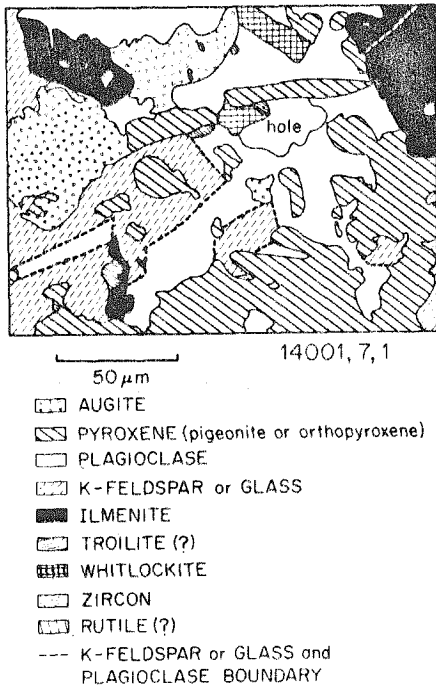 hole
14001, 7, 1
50 µm
AUGITE
PYROXENE (pigeonite or orthopyroxene)
PLAGIOCLASE
K-FELDSPAR or GLASS
ILMENITE
TROILITE (?)
WHITLOCKITE
ZIRCON
RUTILE (?)
--- K-FELDSPAR or GLASS and
PLAGIOCLASE BOUNDARY